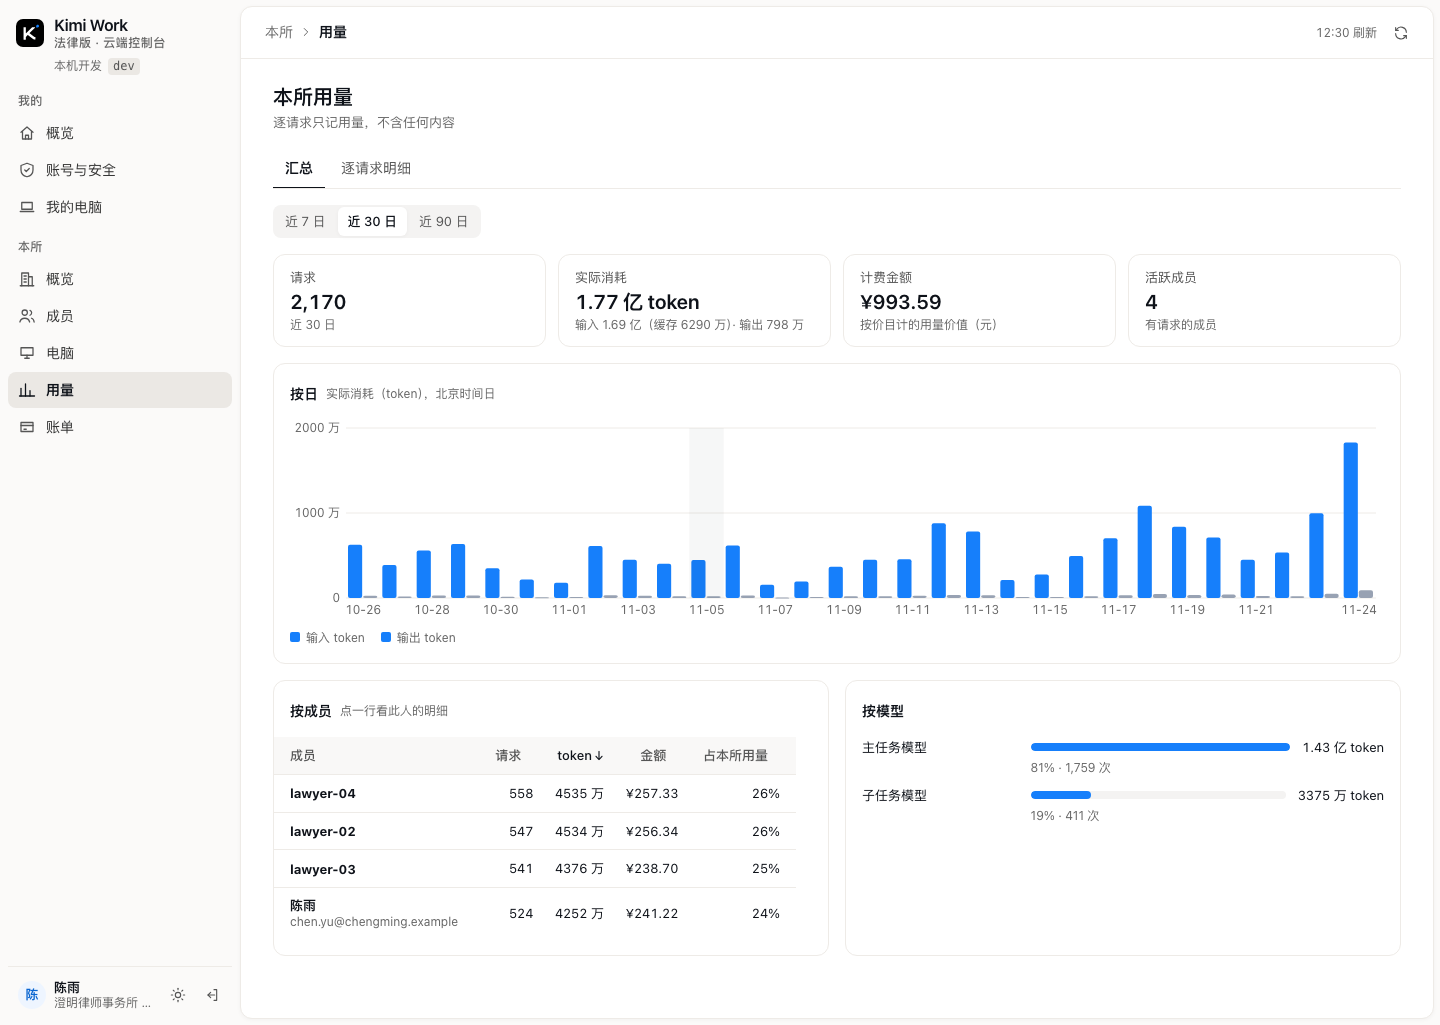 Kimi Work
法律版 · 云端控制台
本机开发 dev
我的
概览
账号与安全
我的电脑
本所
概览
成员
电脑
用量
账单
陈
陈雨
澄明律师事务所 ...
本所 > 用量
12:30 刷新
本所用量
逐请求只记用量，不含任何内容
汇总 逐请求明细
近 7 日 近 30 日 近 90 日
请求
2,170
近 30 日
实际消耗
1.77 亿 token
输入 1.69 亿（缓存 6290 万）· 输出 798 万
计费金额
¥993.59
按价目计的用量价值（元）
活跃成员
4
有请求的成员
按日 实际消耗（token），北京时间日
2000 万
1000 万
0
10-26 10-28 10-30 11-01 11-03 11-05 11-07 11-09 11-11 11-13 11-15 11-17 11-19 11-21 11-24
输入 token 输出 token
按成员 点一行看此人的明细
成员 请求 token ↓ 金额 占本所用量
lawyer-04 558 4535 万 ¥257.33 26%
lawyer-02 547 4534 万 ¥256.34 26%
lawyer-03 541 4376 万 ¥238.70 25%
陈雨
chen.yu@chengming.example 524 4252 万 ¥241.22 24%
按模型
主任务模型 1.43 亿 token
81% · 1,759 次
子任务模型 3375 万 token
19% · 411 次